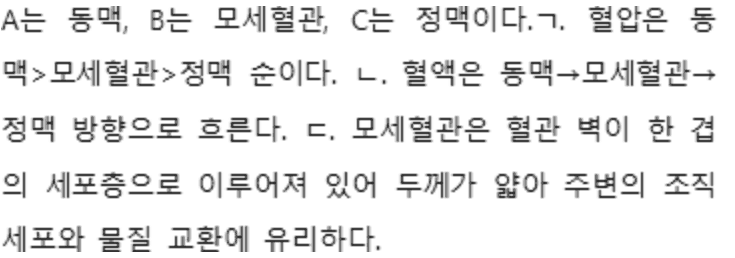 A는 동맥, B는 모세혈관, C는 정맥이다.ㄱ. 혈압은 동
맥>모세혈관>정맥 순이다. ㄴ. 혈액은 동맥→모세혈관→
정맥 방향으로 흐른다. ㄷ. 모세혈관은 혈관 벽이 한 겹
의 세포층으로 이루어져 있어 두께가 얇아 주변의 조직
세포와 물질 교환에 유리하다.